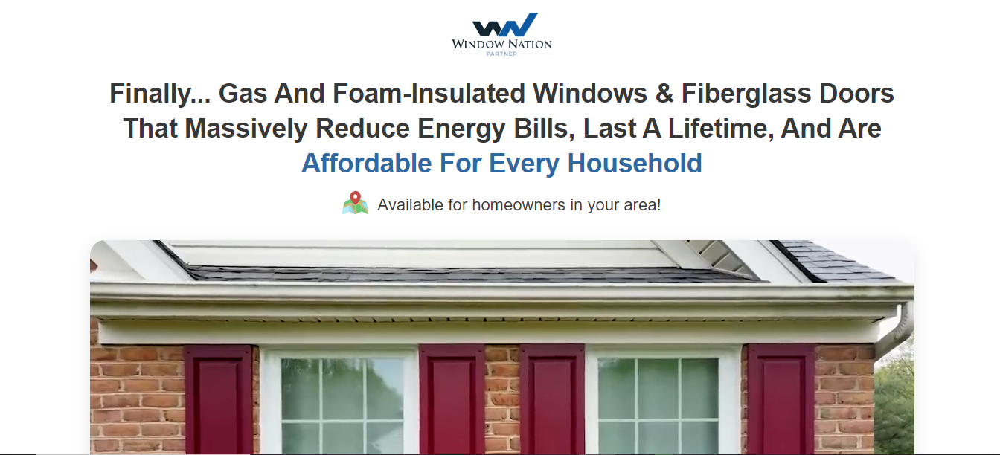 WINDOW NATION
PARTNER
Finally... Gas And Foam-Insulated Windows & Fiberglass Doors
That Massively Reduce Energy Bills, Last A Lifetime, And Are
Affordable For Every Household
Available for homeowners in your area!